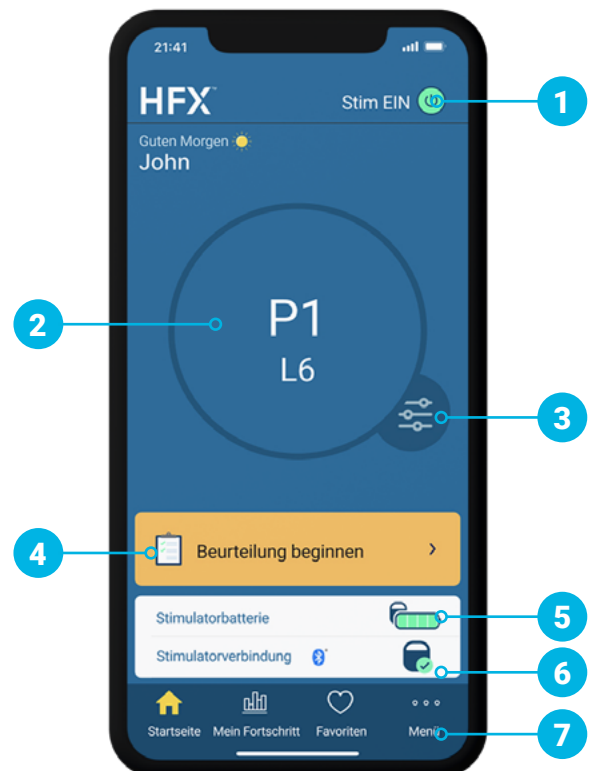 21:41
HFX™
Stim EIN
1
Guten Morgen
John
2
P1
L6
3
4
Beurteilung beginnen
5
Stimulatorbatterie
Stimulatorverbindung
6
Startseite Mein Fortschritt Favoriten Menü
7